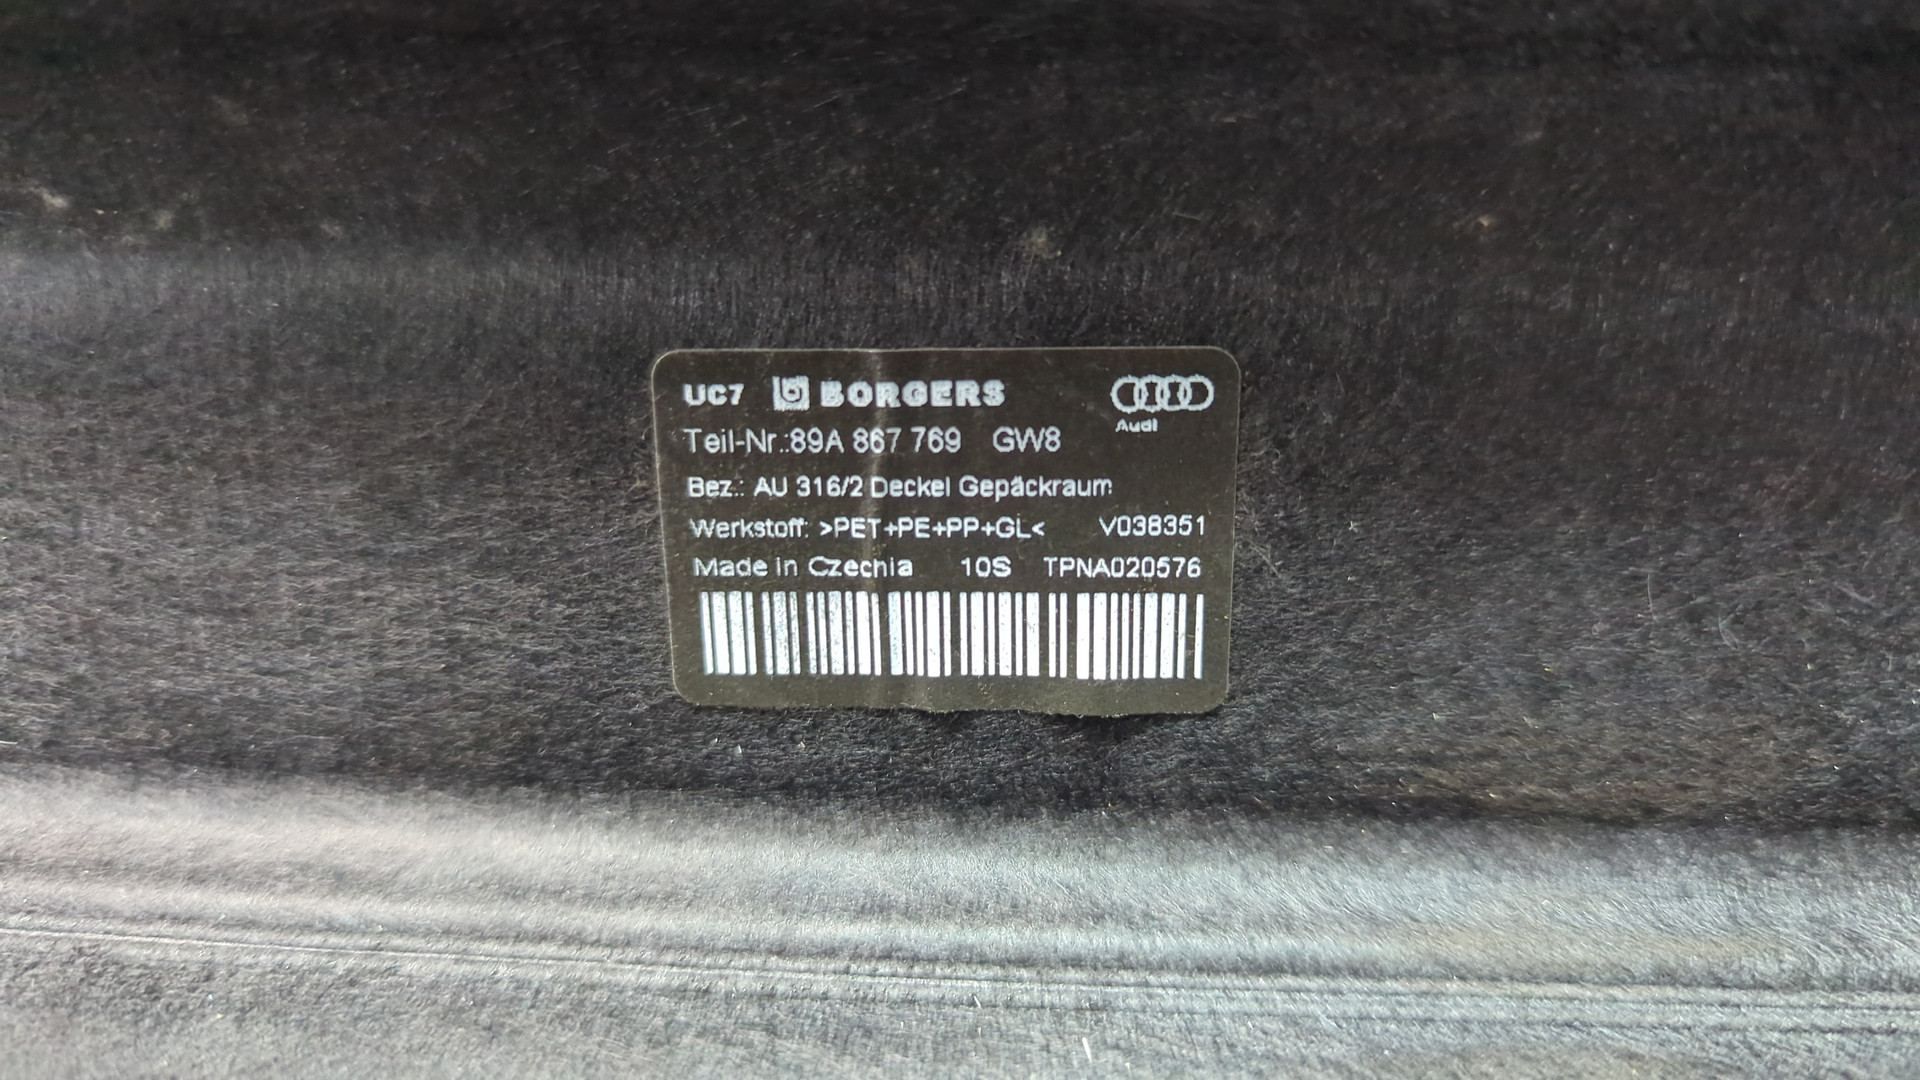 UC7 BORGERS
Audi
Teil-Nr.:89A 867 769 GW8
Bez.: AU 316/2 Deckel Gepäckraum
Werkstoff: >PET+PE+PP+GL< V038351
Made in Czechia 10S TPNA020576